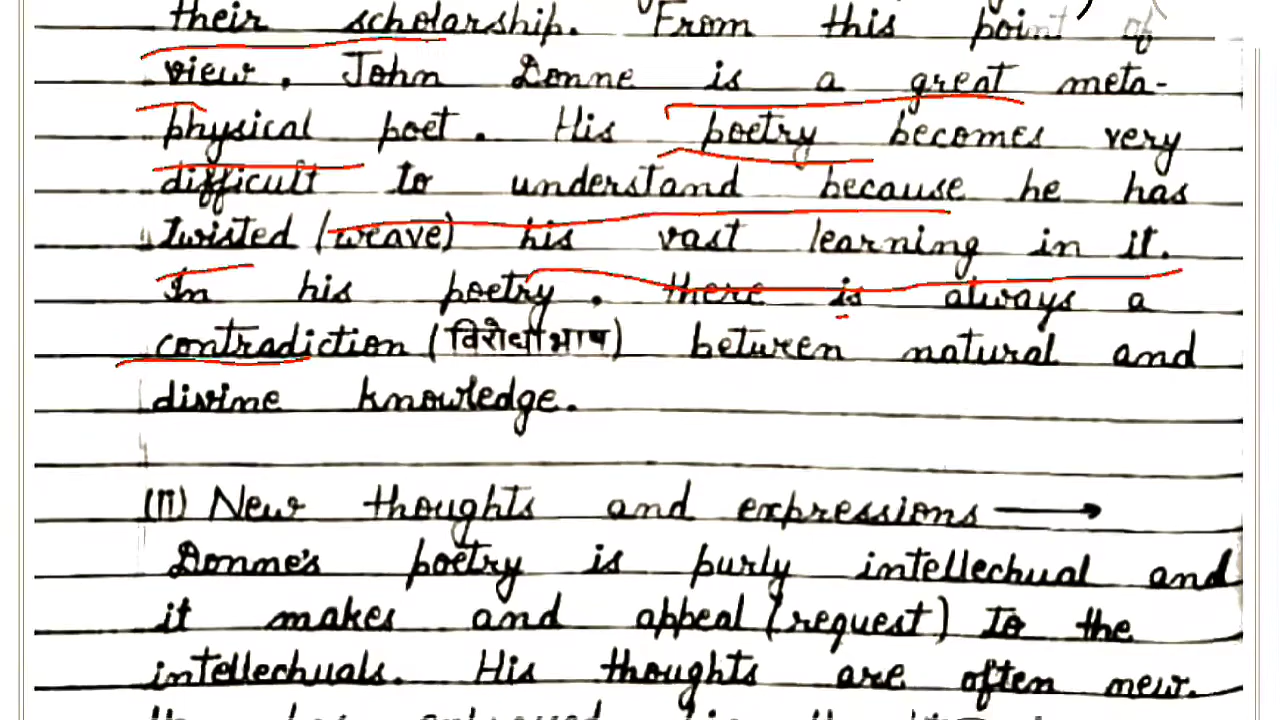 their scholarship. From this point of
view, John Donne is a great meta-
physical poet. His poetry becomes very
difficult to understand because he has
twisted (weave) his vast learning in it.
In his poetry, there is always a
contradiction (विरोधाभाष) between natural and
divine knowledge.
(II) New thoughts and expressions →
Donne's poetry is purly intellechual and
it makes and appeal (request) To the
intellechuals. His thoughts are often new.